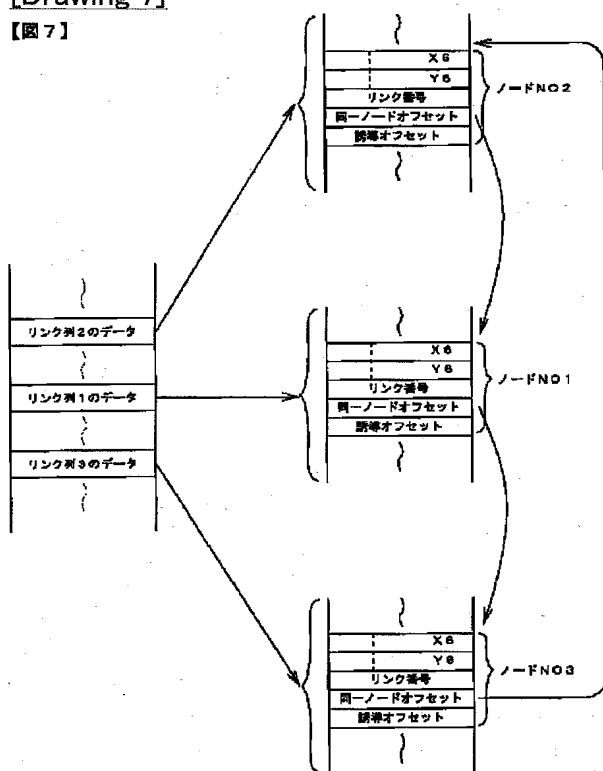 [Drawing 7]
【図7】
X6
Y6
リンク番号
同一ノードオフセット
誘導オフセット
ノードNO2
リンク列2のデータ
リンク列1のデータ
リンク列3のデータ
X6
Y6
リンク番号
同一ノードオフセット
誘導オフセット
ノードNO1
X6
Y6
リンク番号
同一ノードオフセット
誘導オフセット
ノードNO3